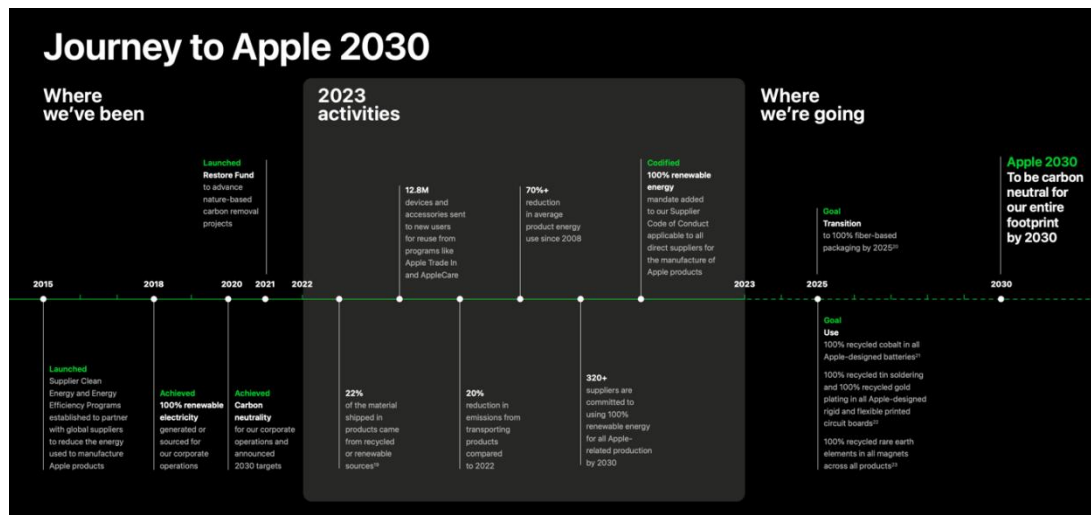 Journey to Apple 2030
Where
we've been
Launched
Restore Fund
to advance
nature-based
carbon removal
projects
2015
2018
2020
2021
2022
Launched
Supplier Clean
Energy and Energy
Efficiency Programs
established to partner
with global suppliers
to reduce the energy
used to manufacture
Apple products
Achieved
100% renewable
electricity
generated or
sourced for
our corporate
operations
Achieved
Carbon
neutrality
for our corporate
operations and
announced
2030 targets
2023
activities
12.8M
devices and
accessories sent
to new users
for reuse from
programs like
Apple Trade In
and AppleCare
70%+
reduction
in average
product energy
use since 2008
Codified
100% renewable
energy
mandate added
to our Supplier
Code of Conduct
applicable to all
direct suppliers for
the manufacture of
Apple products
22%
of the material
shipped in
products came
from recycled
or renewable
sources¹⁹
20%
reduction in
emissions from
transporting
products
compared
to 2022
320+
suppliers are
committed to
using 100%
renewable energy
for all Apple-
related production
by 2030
Where
we're going
Goal
Transition
to 100% fiber-based
packaging by 2025²⁰
Apple 2030
To be carbon
neutral for
our entire
footprint
by 2030
2023
2025
2030
Goal
Use
100% recycled cobalt in all
Apple-designed batteries²¹
100% recycled tin soldering
and 100% recycled gold
plating in all Apple-designed
rigid and flexible printed
circuit boards²²
100% recycled rare earth
elements in all magnets
across all products²³